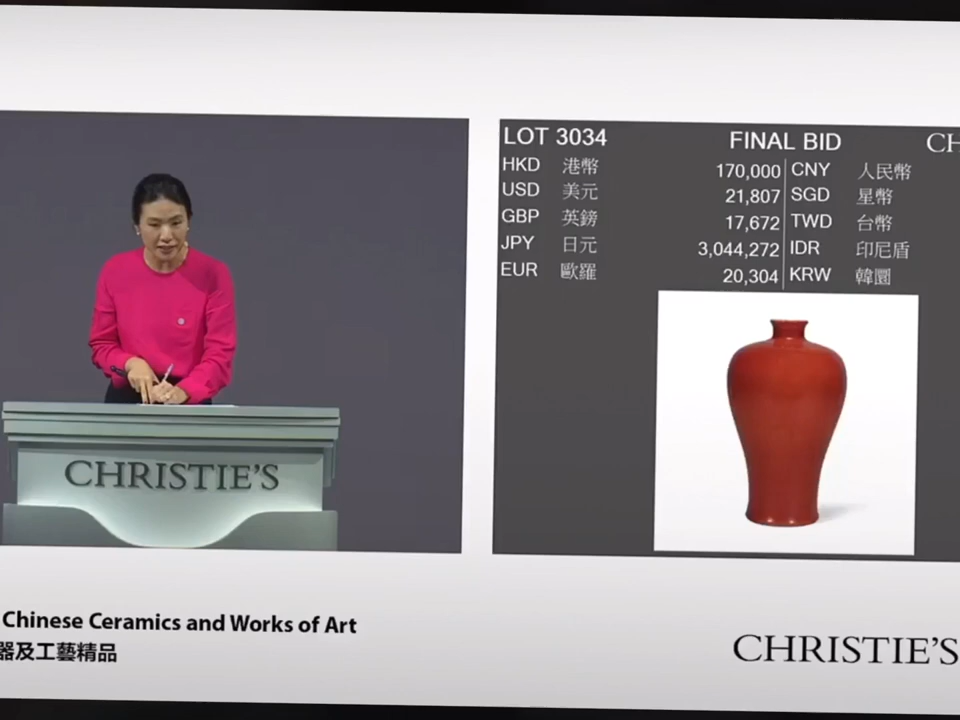 LOT 3034 FINAL BID CH
HKD 港幣 170,000 CNY 人民幣
USD 美元 21,807 SGD 星幣
GBP 英鎊 17,672 TWD 台幣
JPY 日元 3,044,272 IDR 印尼盾
EUR 歐羅 20,304 KRW 韓圜
CHRISTIE'S
Chinese Ceramics and Works of Art
器及工藝精品
CHRISTIE'S